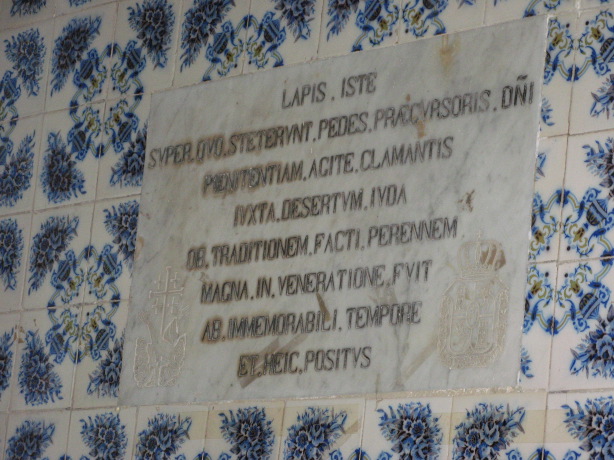 LAPIS . ISTE
SVPER . QVO . STETERVNT . PEDES . PRÆCVRSORIS . DÑI
PŒNITENTIAM . AGITE . CLAMANTIS
IVXTA . DESERTVM . IVDA
OB . TRADITIONEM . FACTI . PERENNEM
MAGNA . IN . VENERATIONE . FVIT
AB . IMMEMORABILI . TEMPORE
ET . HEIC . POSITVS